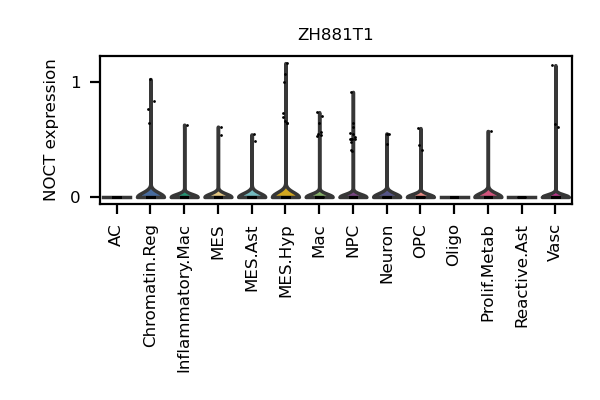 ZH881T1
NOCT expression
1
0
AC
Chromatin.Reg
Inflammatory.Mac
MES
MES.Ast
MES.Hyp
Mac
NPC
Neuron
OPC
Oligo
Prolif.Metab
Reactive.Ast
Vasc